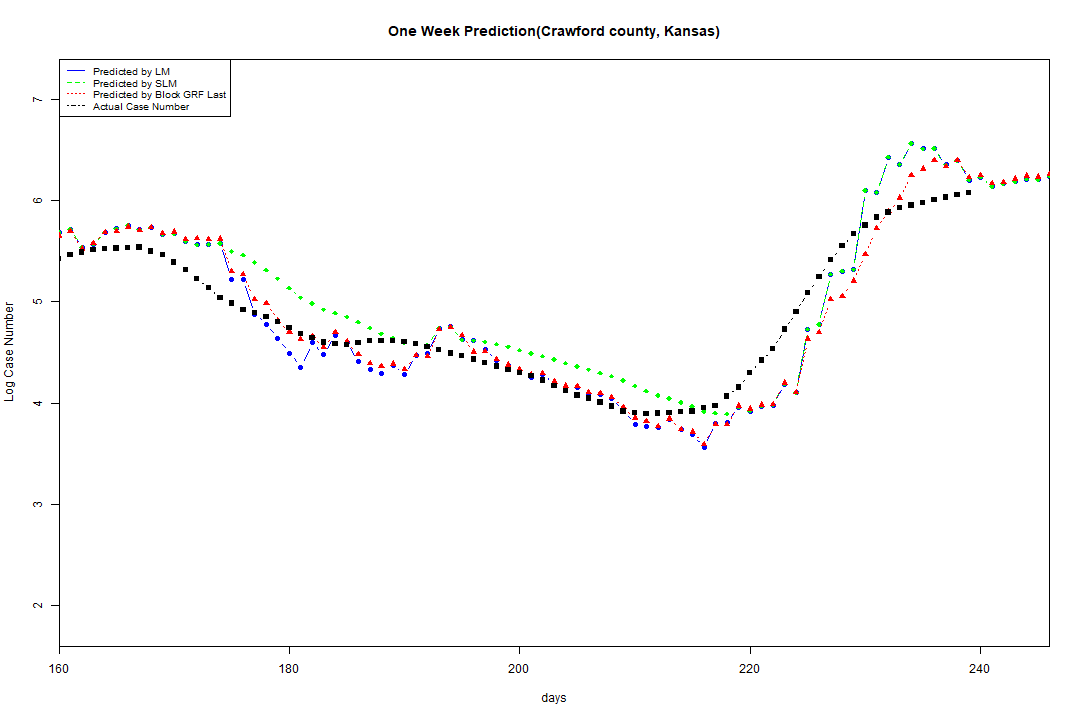 One Week Prediction(Crawford county, Kansas)
Predicted by LM
Predicted by SLM
Predicted by Block GRF Last
Actual Case Number
7
6
5
4
3
2
Log Case Number
160 180 200 220 240
days